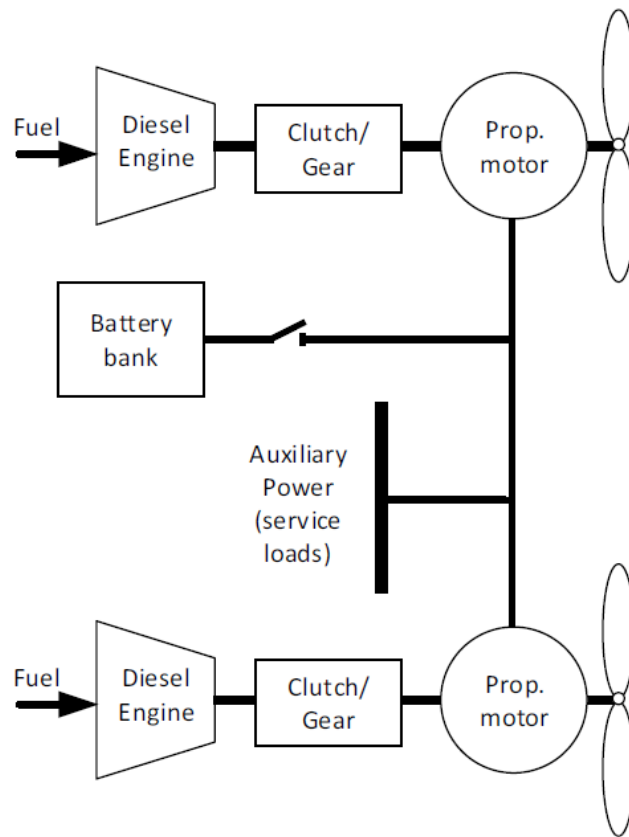 Fuel
Diesel
Engine
Clutch/
Gear
Prop.
motor
Battery
bank
Auxiliary
Power
(service
loads)
Fuel
Diesel
Engine
Clutch/
Gear
Prop.
motor